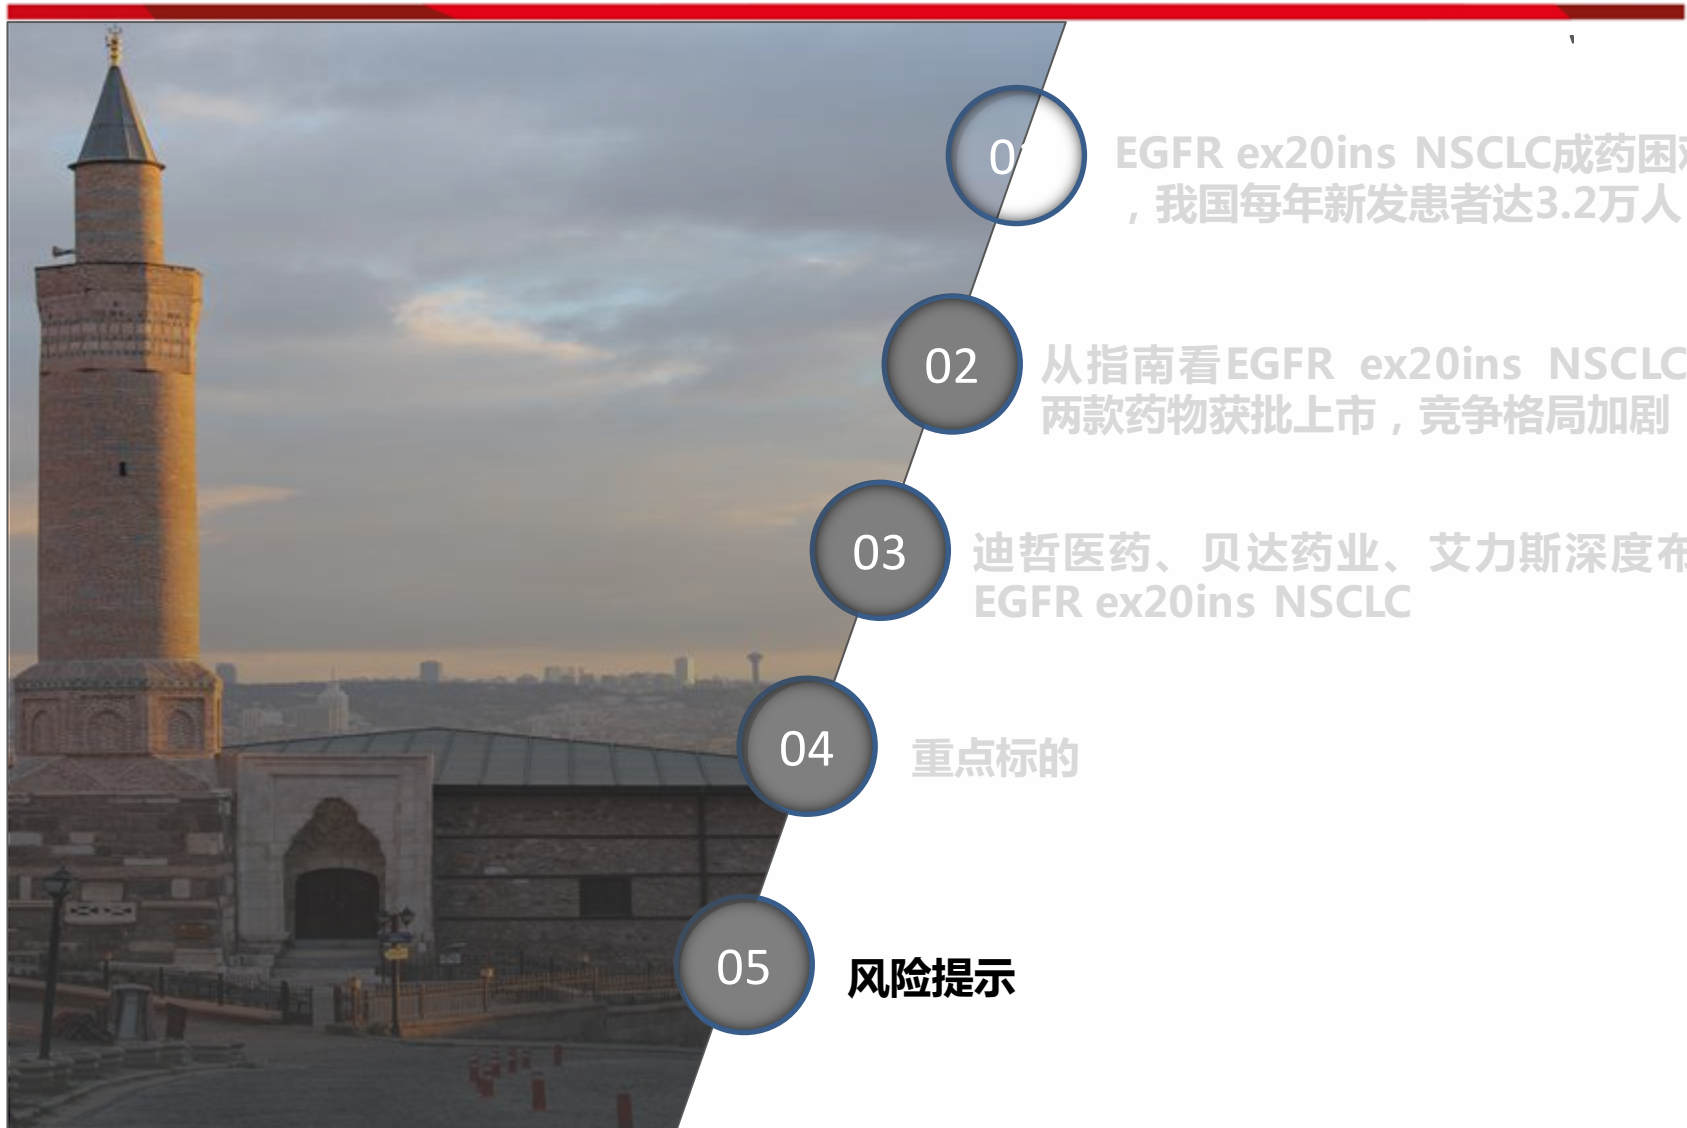 0
EGFR ex20ins NSCLC成药困
，我国每年新发患者达3.2万人
02
从指南看EGFR ex20ins NSCLC
两款药物获批上市，竞争格局加剧
03
迪哲医药、贝达药业、艾力斯深度布
EGFR ex20ins NSCLC
04
重点标的
05
风险提示